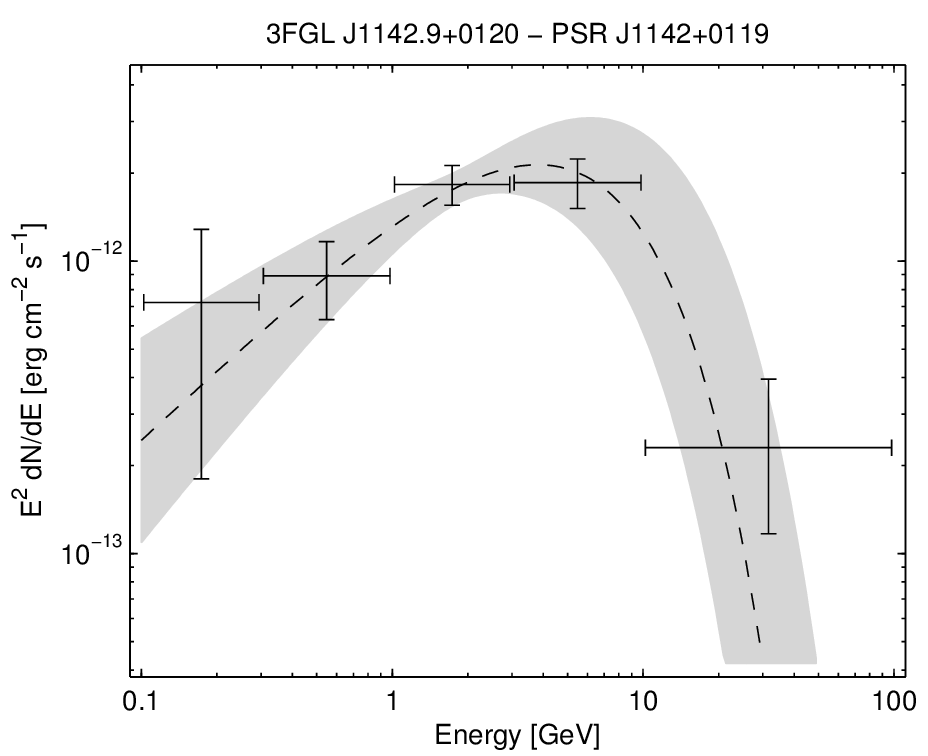 3FGL J1142.9+0120 − PSR J1142+0119
E² dN/dE [erg cm⁻² s⁻¹]
10⁻¹²
10⁻¹³
0.1 1 10 100
Energy [GeV]